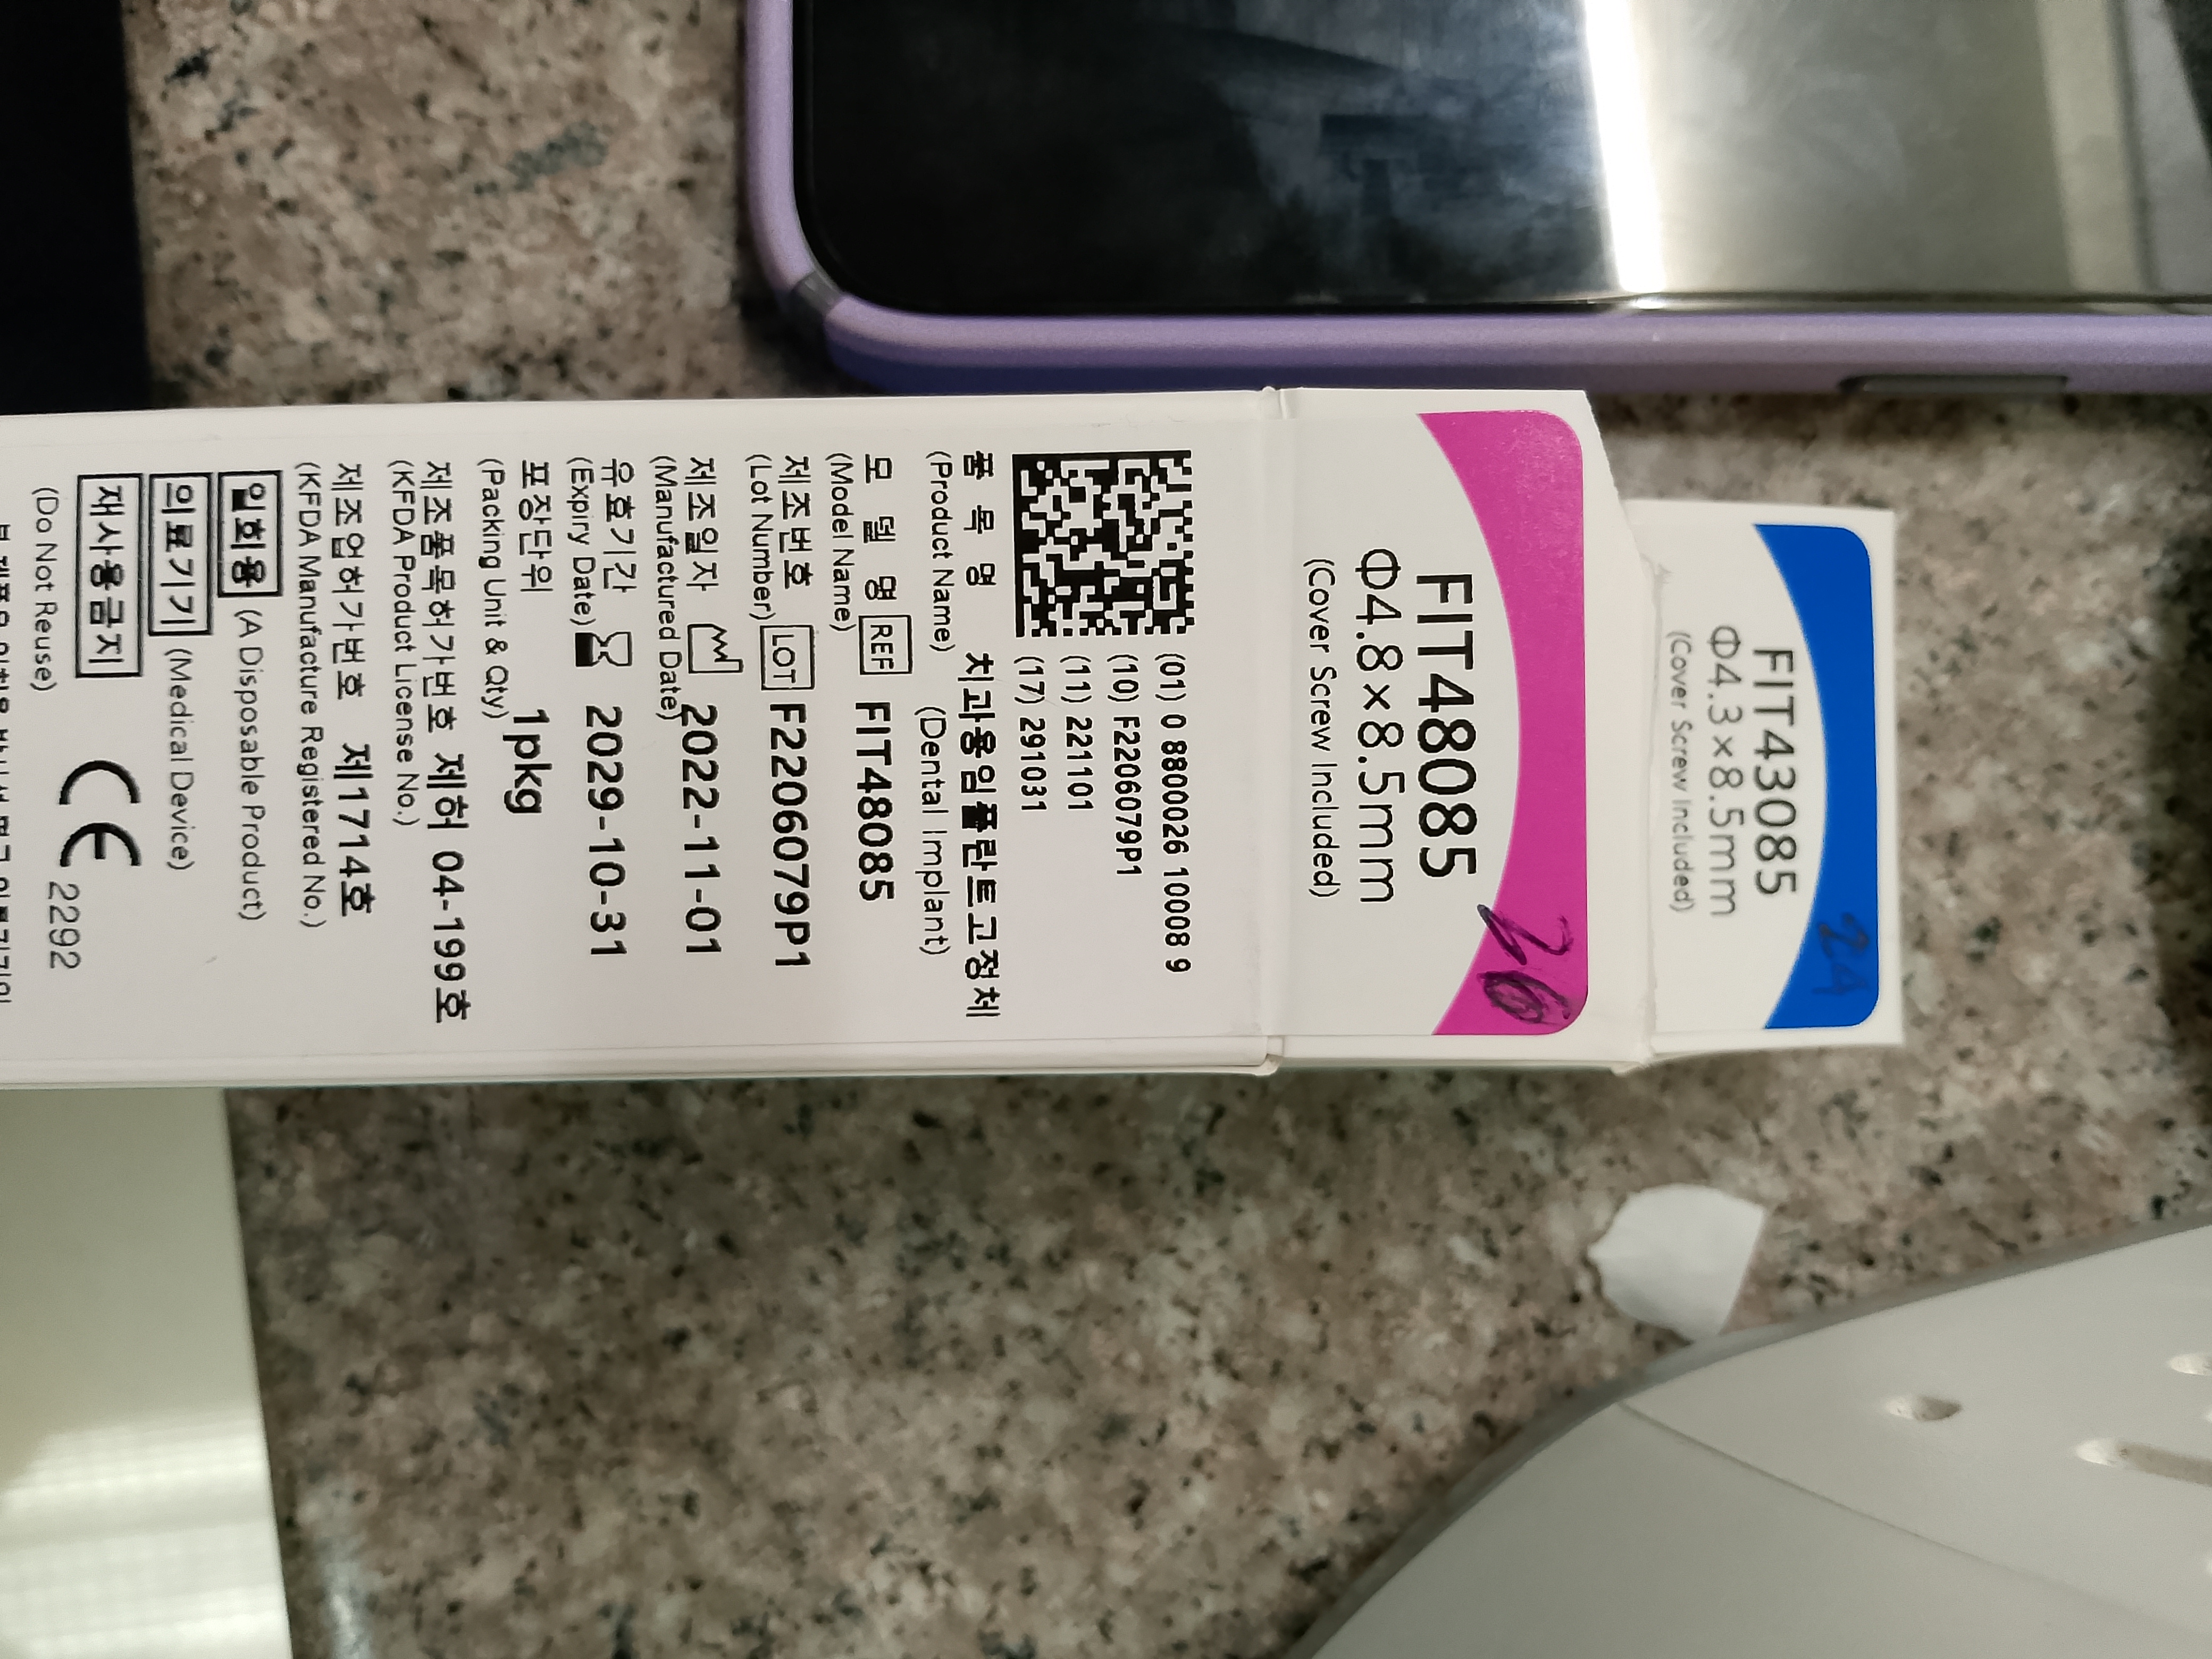 FIT43085
Φ4.3×8.5mm
(Cover Screw Included)
24
FIT48085
Φ4.8×8.5mm
(Cover Screw Included)
26
(01) 0 8800026 10008 9
(10) F2206079P1
(11) 221101
(17) 291031
품 목 명 치과용임플란트고정체
(Product Name) (Dental Implant)
모 델 명 REF FIT48085
(Model Name)
제조번호 LOT F2206079P1
(Lot Number)
제조일자 2022-11-01
(Manufactured Date)
유효기간 2029-10-31
(Expiry Date)
포장단위 1pkg
(Packing Unit & Qty)
제조품목허가번호 제허 04-199호
(KFDA Product License No.)
제조업허가번호 제1714호
(KFDA Manufacture Registered No.)
일회용 (A Disposable Product)
의료기기 (Medical Device)
재사용금지
(Do Not Reuse)
CE 2292